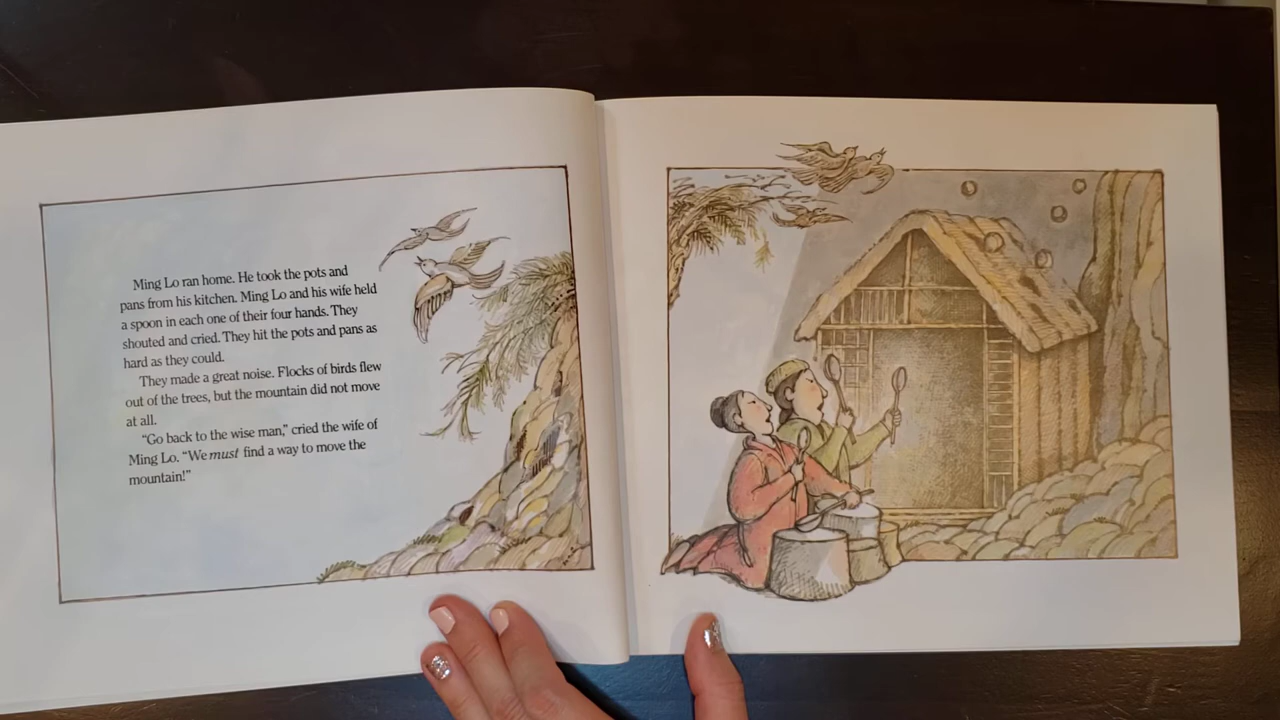 Ming Lo ran home. He took the pots and
pans from his kitchen. Ming Lo and his wife held
a spoon in each one of their four hands. They
shouted and cried. They hit the pots and pans as
hard as they could.
They made a great noise. Flocks of birds flew
out of the trees, but the mountain did not move
at all.
“Go back to the wise man,” cried the wife of
Ming Lo. “We must find a way to move the
mountain!”